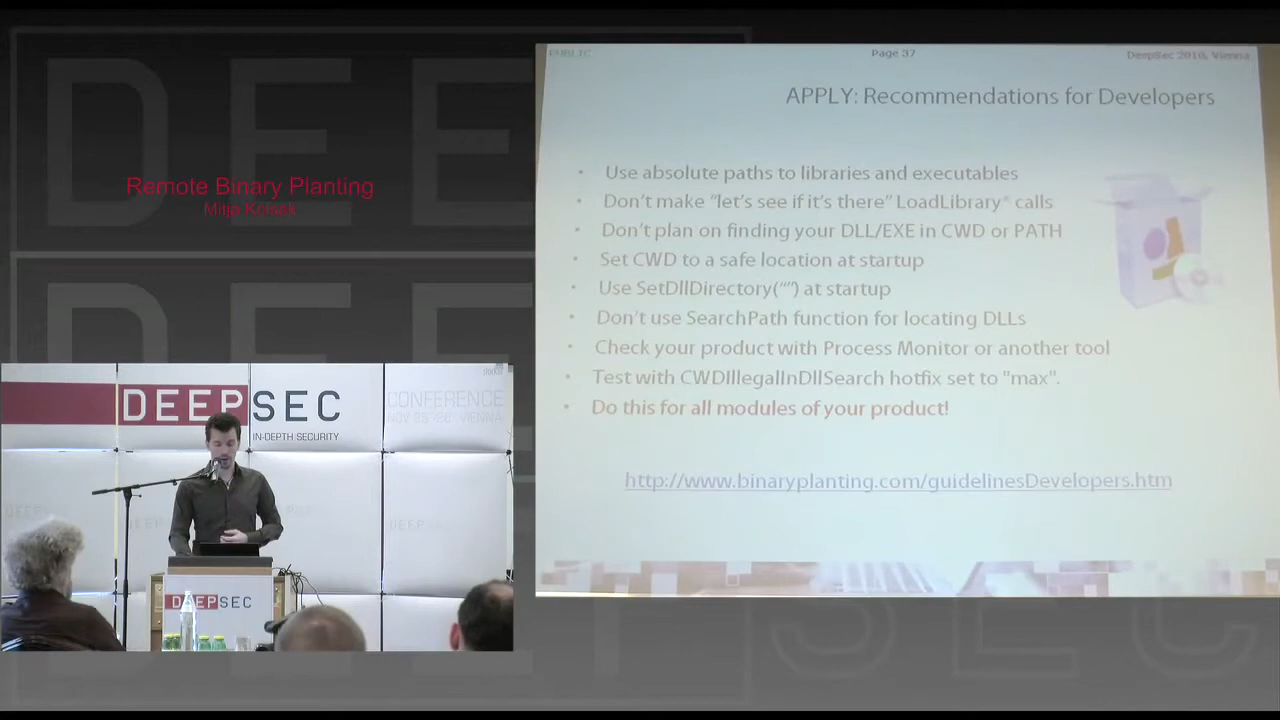 Remote Binary Planting
Mitja Kolsek
DEEPSEC
IN-DEPTH SECURITY
CONFERENCE
NOV 23-26 VIENNA
DEEPSEC
PUBLIC
Page 37
DeepSec 2010, Vienna
APPLY: Recommendations for Developers
• Use absolute paths to libraries and executables
• Don't make "let's see if it's there" LoadLibrary* calls
• Don't plan on finding your DLL/EXE in CWD or PATH
• Set CWD to a safe location at startup
• Use SetDllDirectory("") at startup
• Don't use SearchPath function for locating DLLs
• Check your product with Process Monitor or another tool
• Test with CWDIllegalInDllSearch hotfix set to "max".
• Do this for all modules of your product!
http://www.binaryplanting.com/guidelinesDevelopers.htm